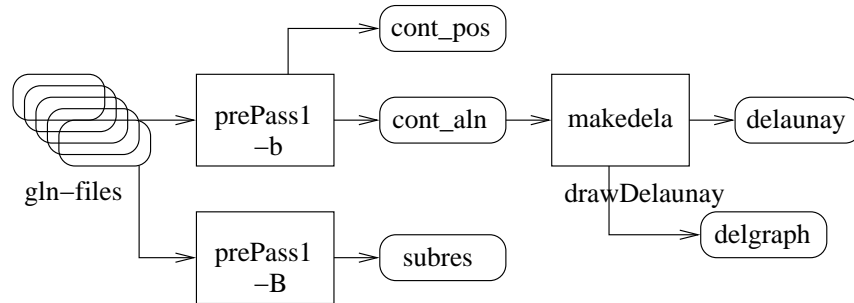 cont_pos
prePass1
−b
cont_aln
makedela
delaunay
gln−files
drawDelaunay
delgraph
prePass1
−B
subres